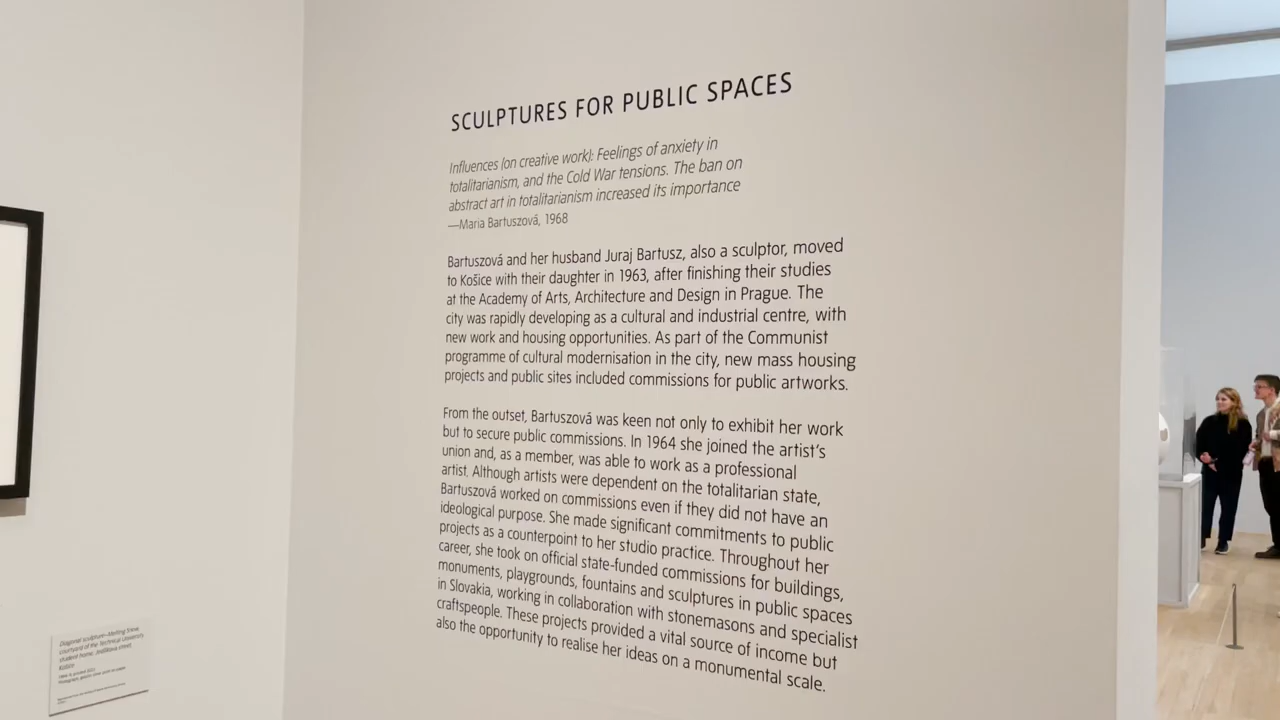 SCULPTURES FOR PUBLIC SPACES
Influences (on creative work): Feelings of anxiety in
totalitarianism, and the Cold War tensions. The ban on
abstract art in totalitarianism increased its importance
—Maria Bartuszová, 1968
Bartuszová and her husband Juraj Bartusz, also a sculptor, moved
to Košice with their daughter in 1963, after finishing their studies
at the Academy of Arts, Architecture and Design in Prague. The
city was rapidly developing as a cultural and industrial centre, with
new work and housing opportunities. As part of the Communist
programme of cultural modernisation in the city, new mass housing
projects and public sites included commissions for public artworks.
From the outset, Bartuszová was keen not only to exhibit her work
but to secure public commissions. In 1964 she joined the artist's
union and, as a member, was able to work as a professional
artist. Although artists were dependent on the totalitarian state,
Bartuszová worked on commissions even if they did not have an
ideological purpose. She made significant commitments to public
projects as a counterpoint to her studio practice. Throughout her
career, she took on official state-funded commissions for buildings,
monuments, playgrounds, fountains and sculptures in public spaces
in Slovakia, working in collaboration with stonemasons and specialist
craftspeople. These projects provided a vital source of income but
also the opportunity to realise her ideas on a monumental scale.
Diagonal sculpture—Melting Snow,
courtyard of the Technical University
student home,
Košice